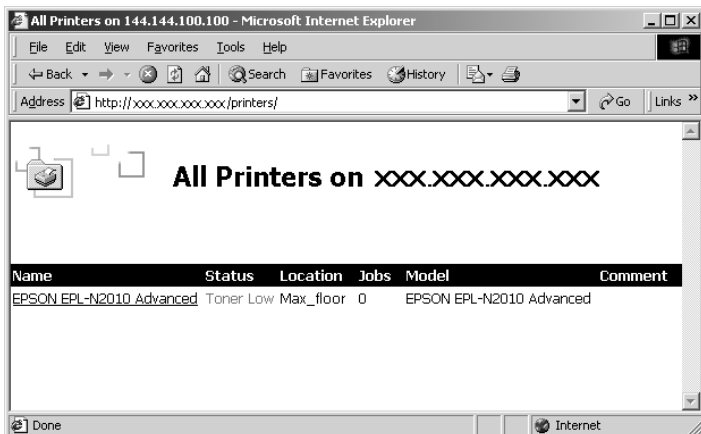 All Printers on 144.144.100.100 - Microsoft Internet Explorer
File Edit View Favorites Tools Help
Back Search Favorites History
Address http://xxx.xxx.xxx.xxx/printers/ Go Links »
All Printers on xxx.xxx.xxx.xxx
Name Status Location Jobs Model Comment
EPSON EPL-N2010 Advanced Toner Low Max_floor 0 EPSON EPL-N2010 Advanced
Done Internet